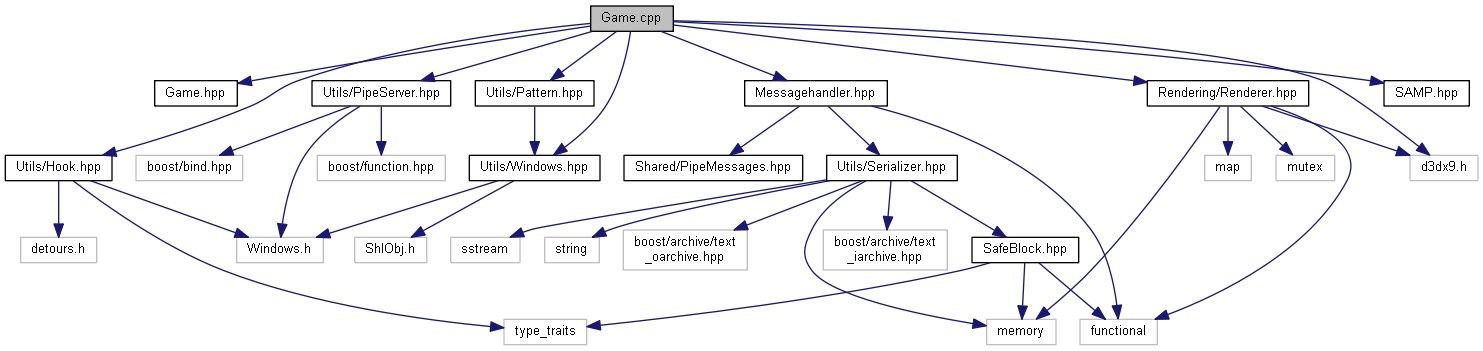 Game.cpp
Game.hpp
Utils/PipeServer.hpp
Utils/Pattern.hpp
Messagehandler.hpp
Rendering/Renderer.hpp
SAMP.hpp
Utils/Hook.hpp
boost/bind.hpp
boost/function.hpp
Utils/Windows.hpp
Shared/PipeMessages.hpp
Utils/Serializer.hpp
map
mutex
d3dx9.h
detours.h
Windows.h
ShlObj.h
sstream
string
boost/archive/text
_oarchive.hpp
boost/archive/text
_iarchive.hpp
SafeBlock.hpp
type_traits
memory
functional